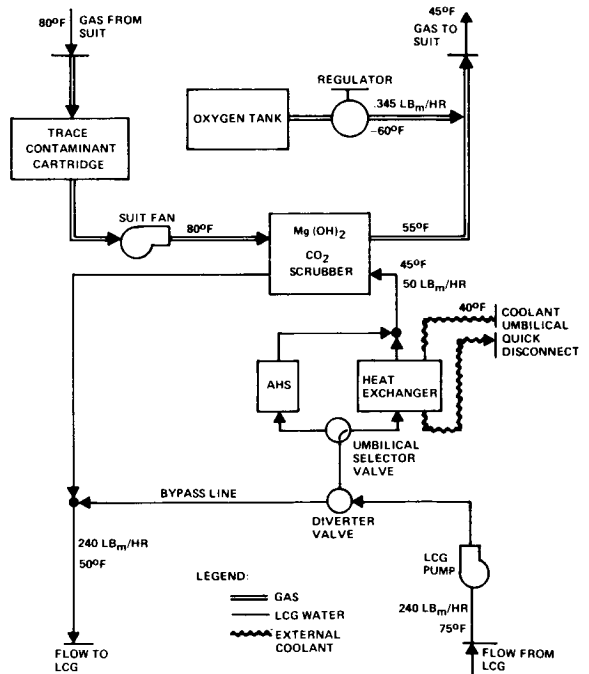 80°F
GAS FROM
SUIT
45°F
GAS TO
SUIT
REGULATOR
OXYGEN TANK
.345 LBm/HR
–60°F
TRACE
CONTAMINANT
CARTRIDGE
SUIT FAN
80°F
Mg (OH)2
CO2
SCRUBBER
55°F
45°F
50 LBm/HR
40°F
COOLANT
UMBILICAL
QUICK
DISCONNECT
AHS
HEAT
EXCHANGER
UMBILICAL
SELECTOR
VALVE
BYPASS LINE
DIVERTER
VALVE
240 LBm/HR
50°F
LCG
PUMP
LEGEND:
GAS
LCG WATER
EXTERNAL
COOLANT
240 LBm/HR
75°F
FLOW TO
LCG
FLOW FROM
LCG